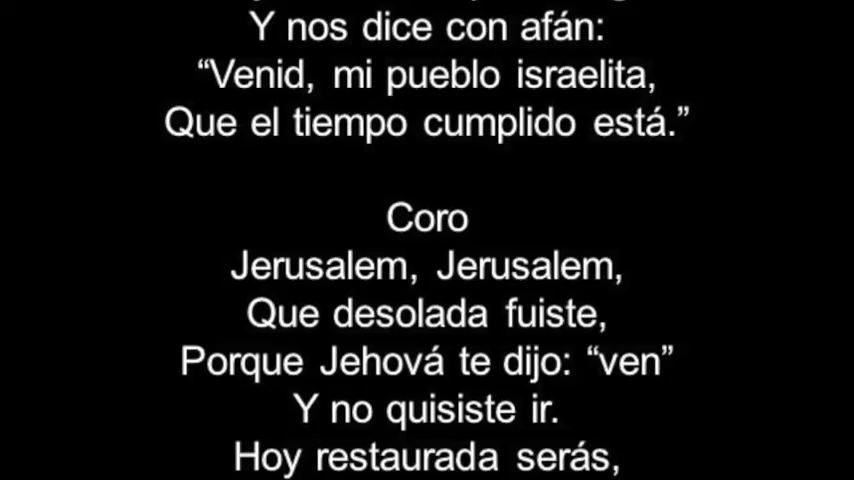 Y nos dice con afán:
“Venid, mi pueblo israelita,
Que el tiempo cumplido está.”
Coro
Jerusalem, Jerusalem,
Que desolada fuiste,
Porque Jehová te dijo: “ven”
Y no quisiste ir.
Hoy restaurada serás,